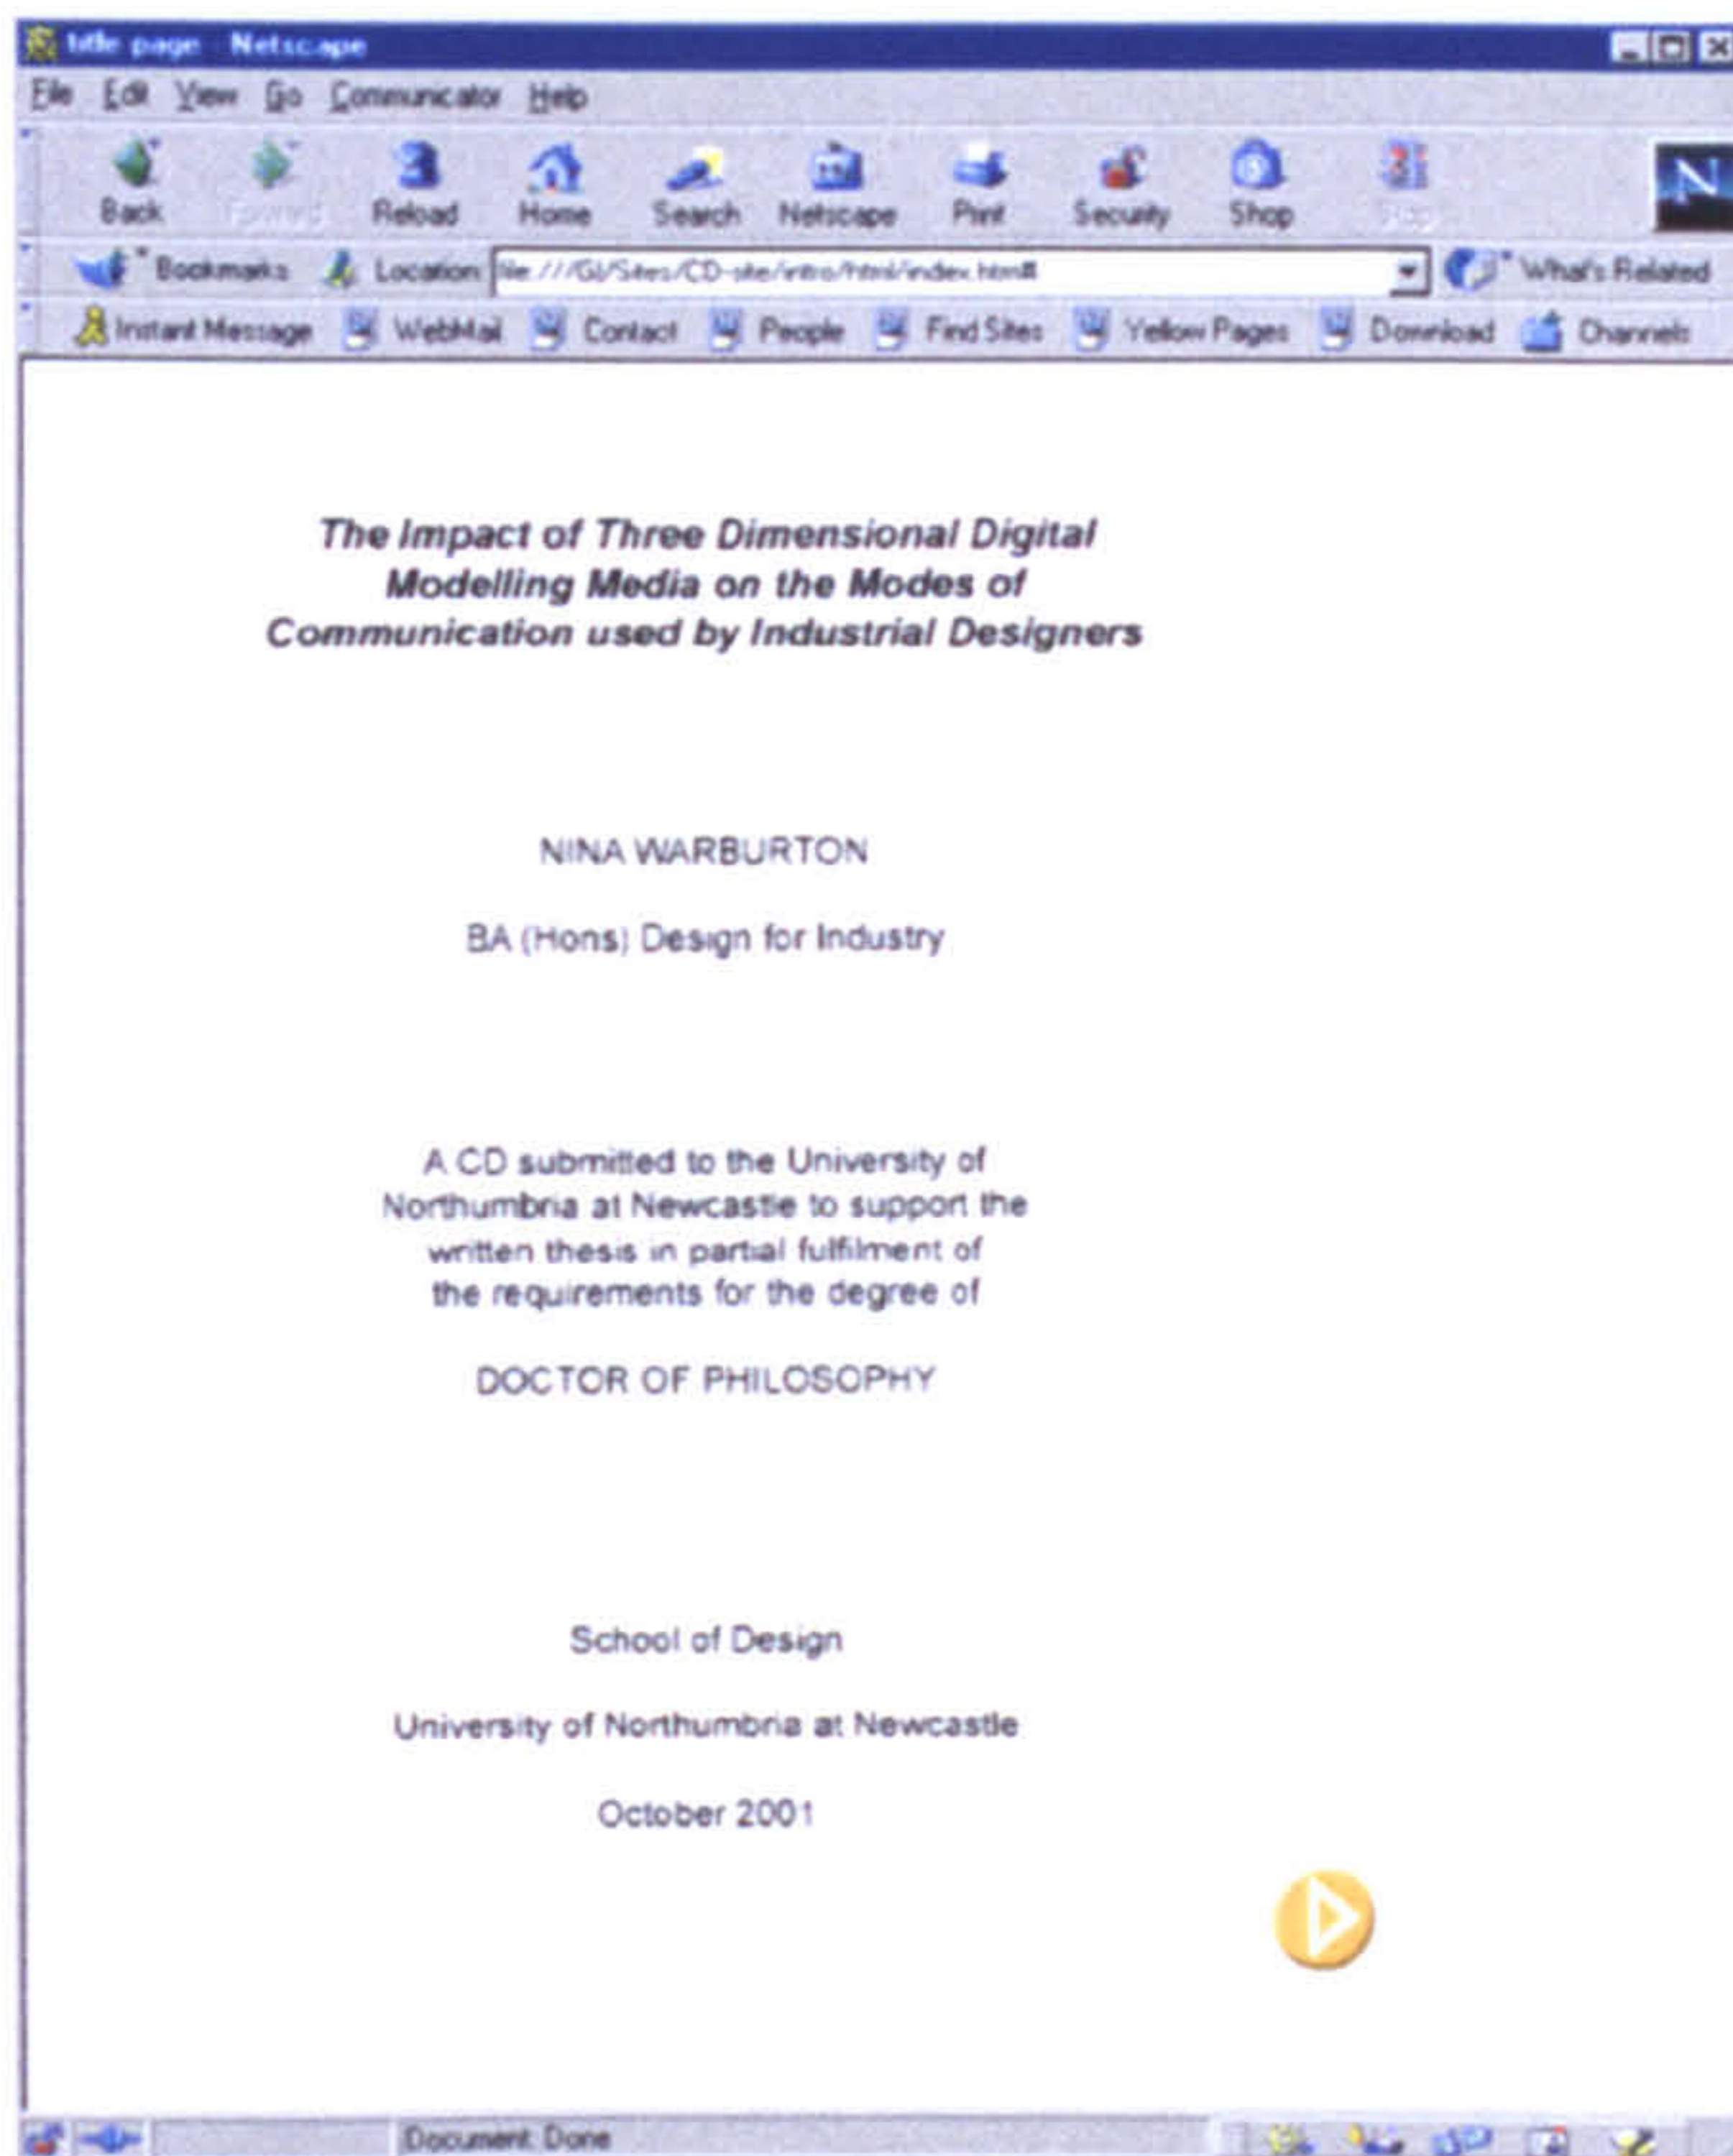 title page Netscape
File Edit View Go Communicator Help
Back Forward Reload Home Search Netscape Print Security Shop Stop
N
Bookmarks Location: What's Related
Instant Message WebMail Contact People Find Sites Yellow Pages Download Channels
The Impact of Three Dimensional Digital
Modelling Media on the Modes of
Communication used by Industrial Designers
NINA WARBURTON
BA (Hons) Design for Industry
A CD submitted to the University of
Northumbria at Newcastle to support the
written thesis in partial fulfilment of
the requirements for the degree of
DOCTOR OF PHILOSOPHY
School of Design
University of Northumbria at Newcastle
October 2001
Document: Done